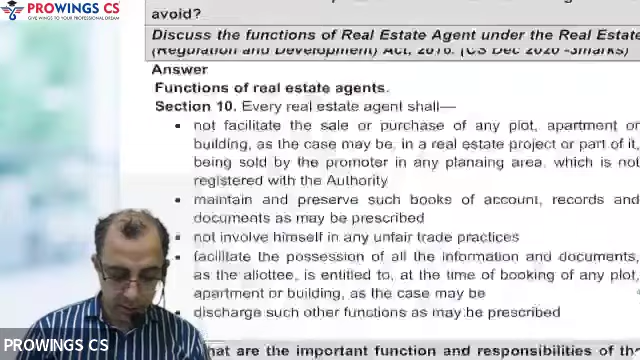 PROWINGS CS
GIVE WINGS TO YOUR PROFESSIONAL DREAM
avoid?
Discuss the functions of Real Estate Agent under the Real Estate
(Regulation and Development) Act, 2016. (CS Dec 2020 -3marks)
Answer
Functions of real estate agents.
Section 10. Every real estate agent shall—
• not facilitate the sale or purchase of any plot, apartment or
building, as the case may be, in a real estate project or part of it,
being sold by the promoter in any planning area, which is not
registered with the Authority
• maintain and preserve such books of account, records and
documents as may be prescribed
• not involve himself in any unfair trade practices
• facilitate the possession of all the information and documents,
as the allottee, is entitled to, at the time of booking of any plot,
apartment or building, as the case may be
• discharge such other functions as may be prescribed
PROWINGS CS
hat are the important function and responsibilities of the